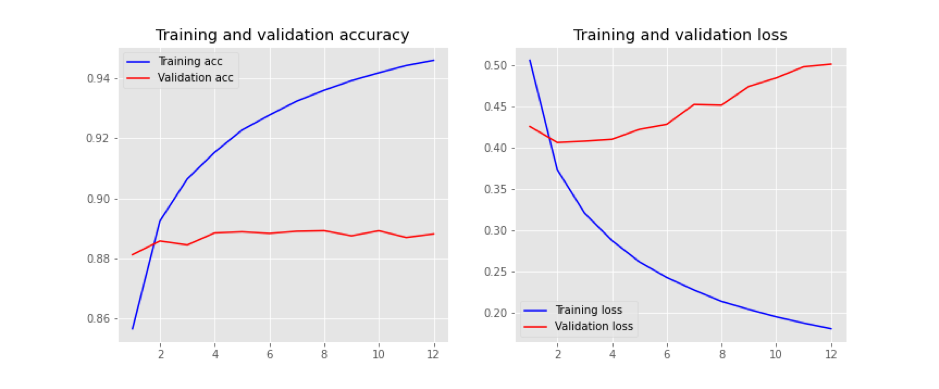 Training and validation accuracy
Training acc
Validation acc
0.94
0.92
0.90
0.88
0.86
2 4 6 8 10 12
Training and validation loss
0.50
0.45
0.40
0.35
0.30
0.25
0.20
Training loss
Validation loss
2 4 6 8 10 12